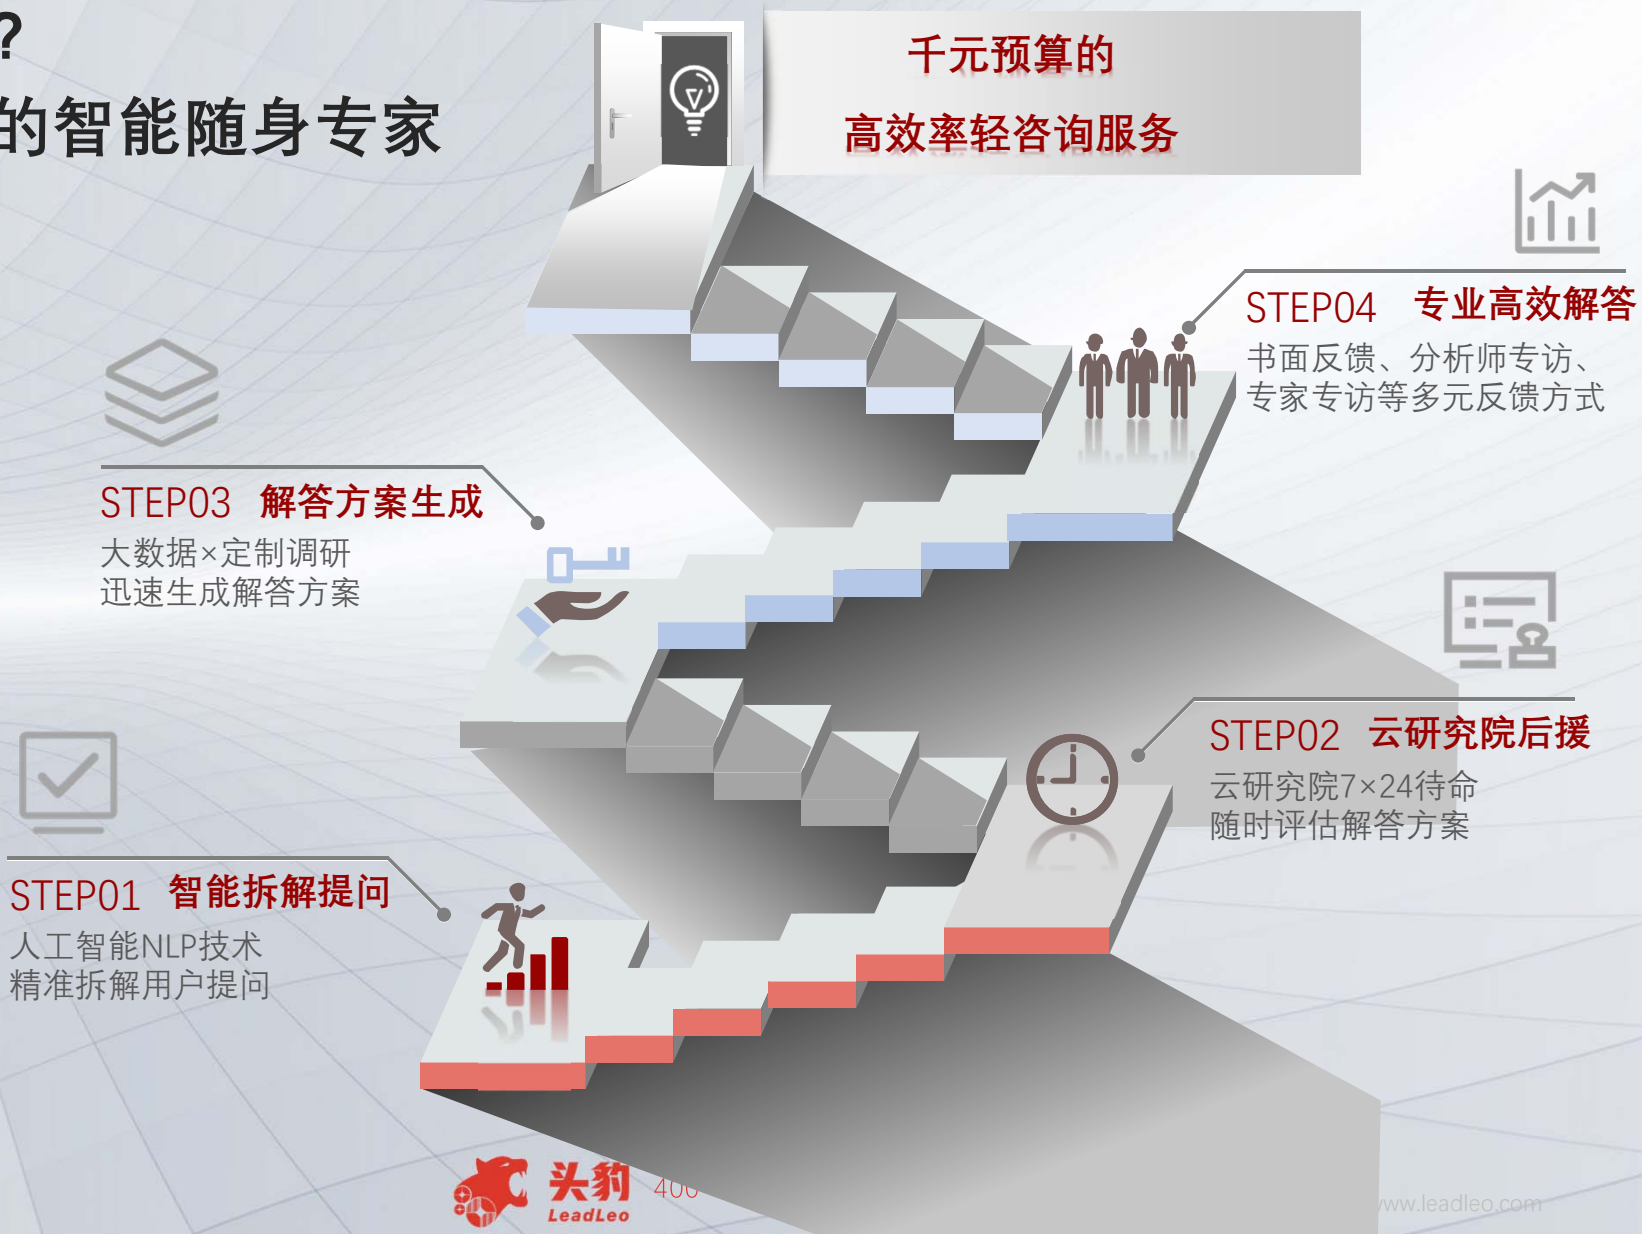 ?
的智能随身专家
千元预算的
高效率轻咨询服务
STEP04 专业高效解答
书面反馈、分析师专访、
专家专访等多元反馈方式
STEP03 解答方案生成
大数据×定制调研
迅速生成解答方案
STEP02 云研究院后援
云研究院7×24待命
随时评估解答方案
STEP01 智能拆解提问
人工智能NLP技术
精准拆解用户提问
头豹
LeadLeo
400
www.leadleo.com